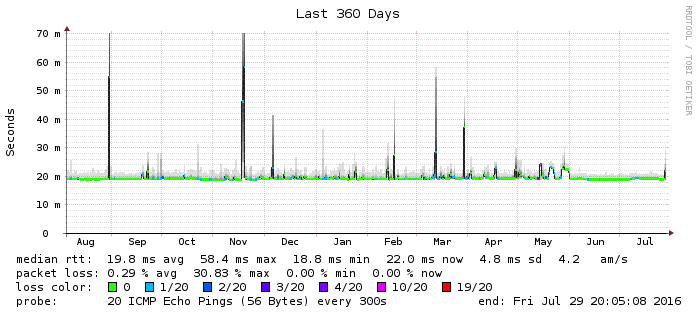 Last 360 Days
RRDTOOL / TOBI OETIKER
Seconds
70 m
60 m
50 m
40 m
30 m
20 m
10 m
0
Aug Sep Oct Nov Dec Jan Feb Mar Apr May Jun Jul
median rtt: 19.8 ms avg 58.4 ms max 18.8 ms min 22.0 ms now 4.8 ms sd 4.2 am/s
packet loss: 0.29 % avg 30.83 % max 0.00 % min 0.00 % now
loss color: 0 1/20 2/20 3/20 4/20 10/20 19/20
probe: 20 ICMP Echo Pings (56 Bytes) every 300s end: Fri Jul 29 20:05:08 2016